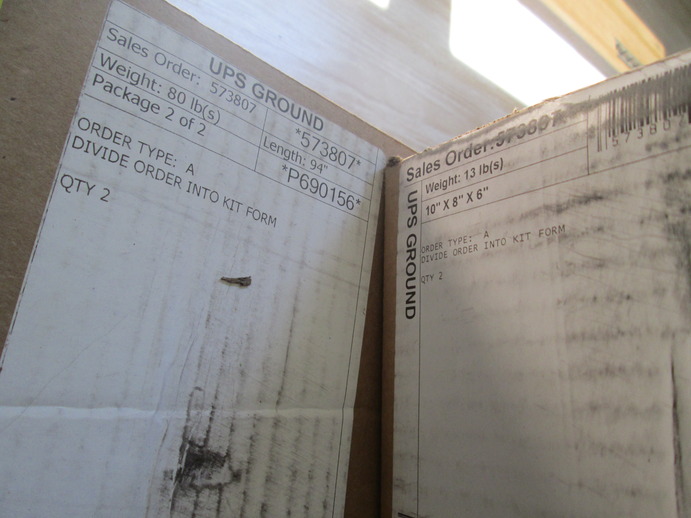 UPS GROUND
Sales Order: 573807
*573807*
Weight: 80 lb(s)
Length: 94"
Package 2 of 2
*P690156*
ORDER TYPE: A
DIVIDE ORDER INTO KIT FORM
QTY 2
Sales Order:573807
573807
Weight: 13 lb(s)
10" X 8" X 6"
UPS GROUND
ORDER TYPE: A
DIVIDE ORDER INTO KIT FORM
QTY 2